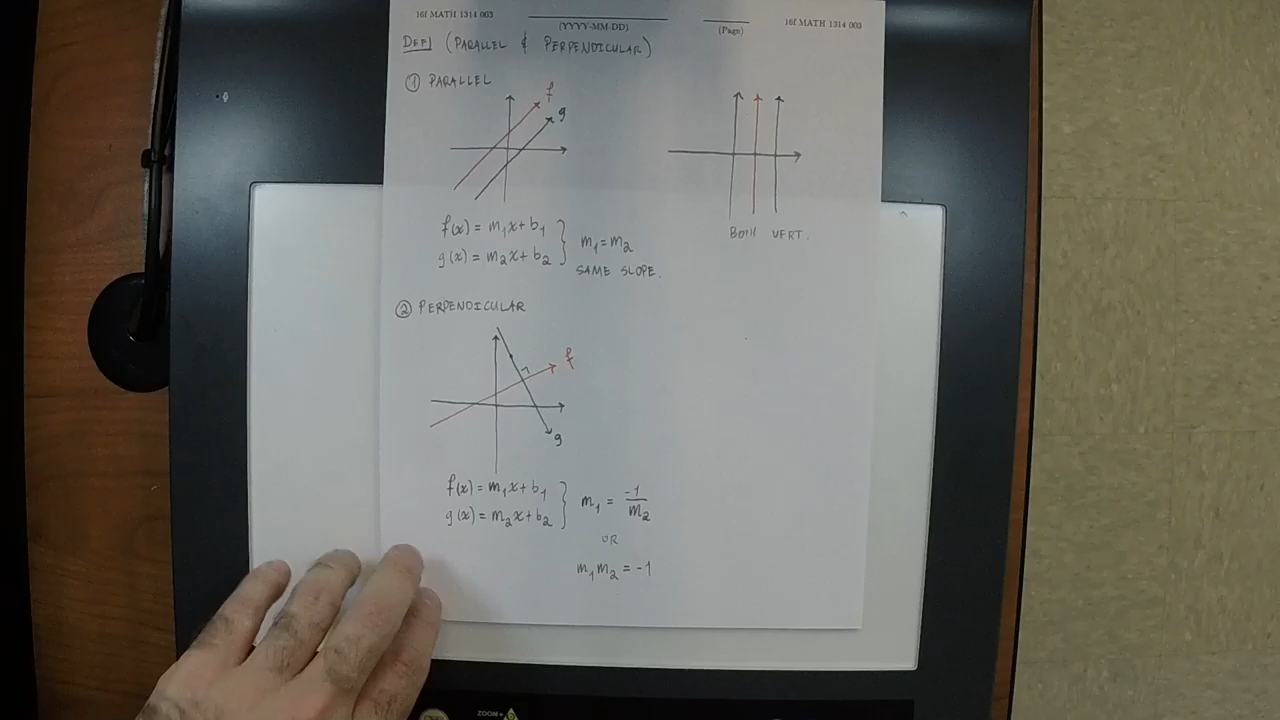 16f MATH 1314 003
(YYYY-MM-DD)
(Page)
16f MATH 1314 003
DEF] (PARALLEL & PERPENDICULAR)
① PARALLEL
f
g
f(x) = m₁x + b₁
g(x) = m₂x + b₂
m₁ = m₂
SAME SLOPE.
BOTH VERT.
② PERPENDICULAR
f
g
f(x) = m₁x + b₁
g(x) = m₂x + b₂
m₁ = -1/m₂
OR
m₁m₂ = -1
ZOOM+